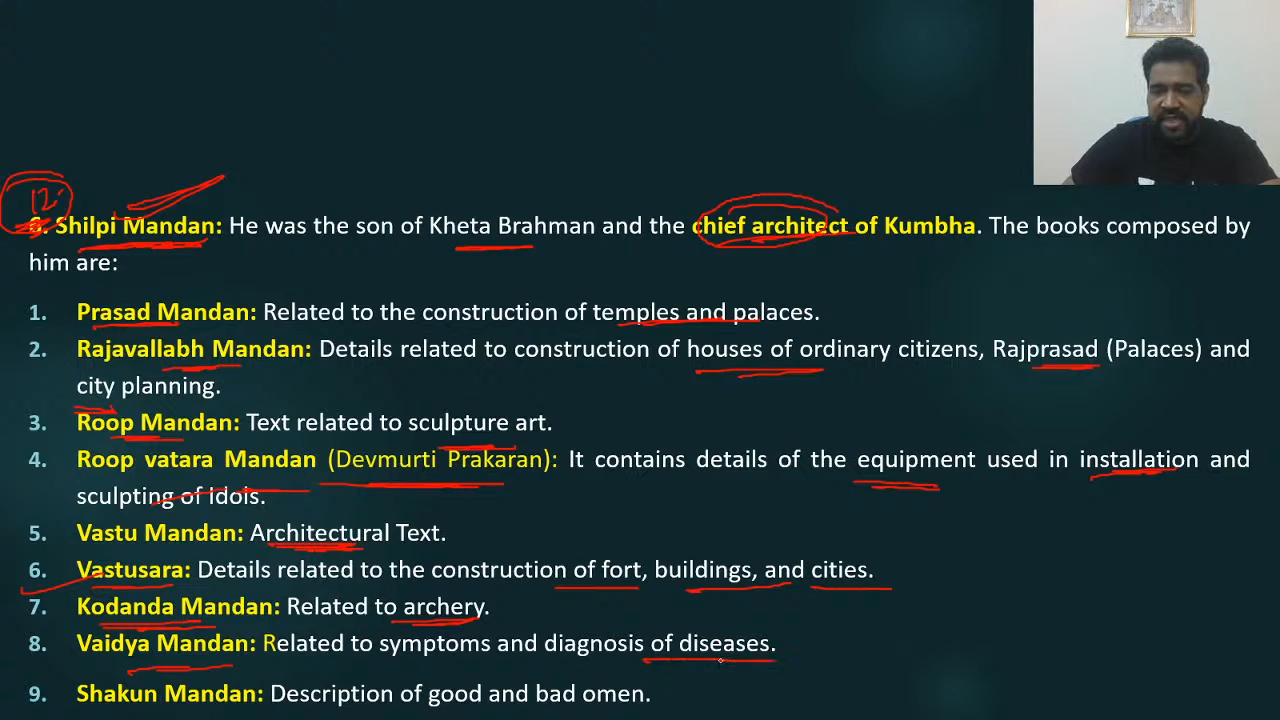 12.
6. Shilpi Mandan: He was the son of Kheta Brahman and the chief architect of Kumbha. The books composed by
him are:
1. Prasad Mandan: Related to the construction of temples and palaces.
2. Rajavallabh Mandan: Details related to construction of houses of ordinary citizens, Rajprasad (Palaces) and
city planning.
3. Roop Mandan: Text related to sculpture art.
4. Roop vatara Mandan (Devmurti Prakaran): It contains details of the equipment used in installation and
sculpting of idols.
5. Vastu Mandan: Architectural Text.
6. Vastusara: Details related to the construction of fort, buildings, and cities.
7. Kodanda Mandan: Related to archery.
8. Vaidya Mandan: Related to symptoms and diagnosis of diseases.
9. Shakun Mandan: Description of good and bad omen.